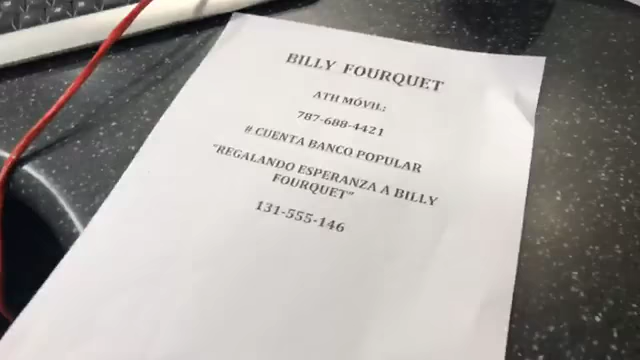 BILLY FOURQUET
ATH MÓVIL:
787-688-4421
# CUENTA BANCO POPULAR
"REGALANDO ESPERANZA A BILLY
FOURQUET"
131-555-146